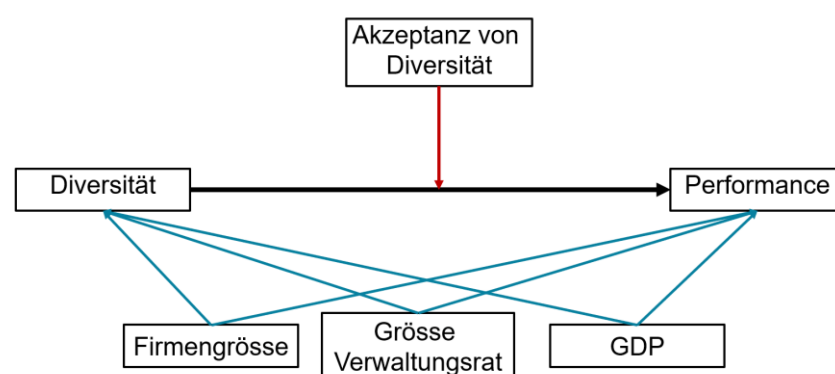 Akzeptanz von
Diversität
Diversität
Performance
Firmengrösse
Grösse
Verwaltungsrat
GDP